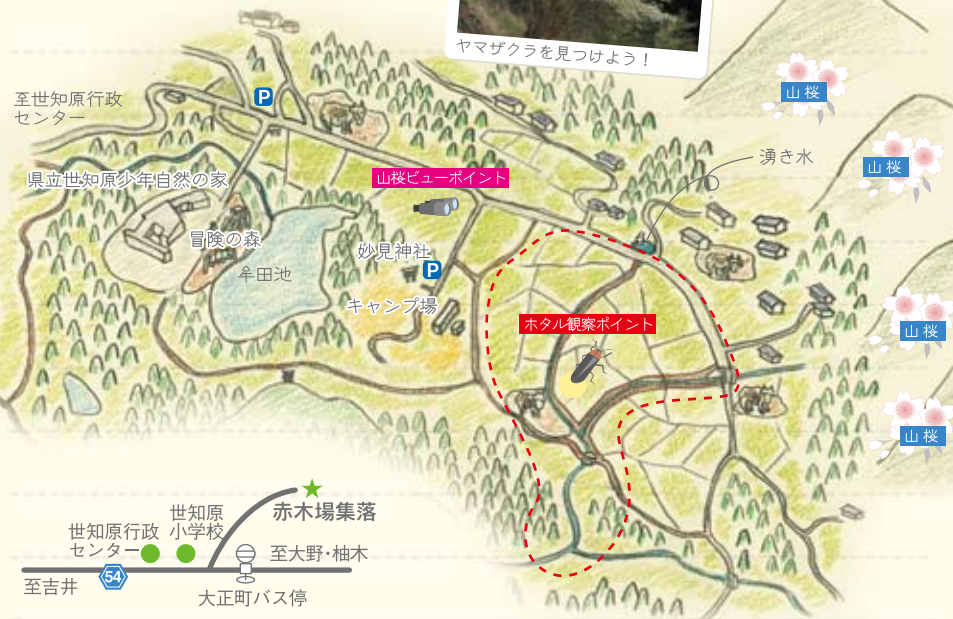 ヤマザクラを見つけよう！
至世知原行政
センター
P
山桜
山桜
湧き水
県立世知原少年自然の家
山桜ビューポイント
冒険の森
牟田池
妙見神社
P
キャンプ場
ホタル観察ポイント
山桜
山桜
赤木場集落
世知原
小学校
世知原行政
センター
至大野・柚木
54
至吉井
大正町バス停